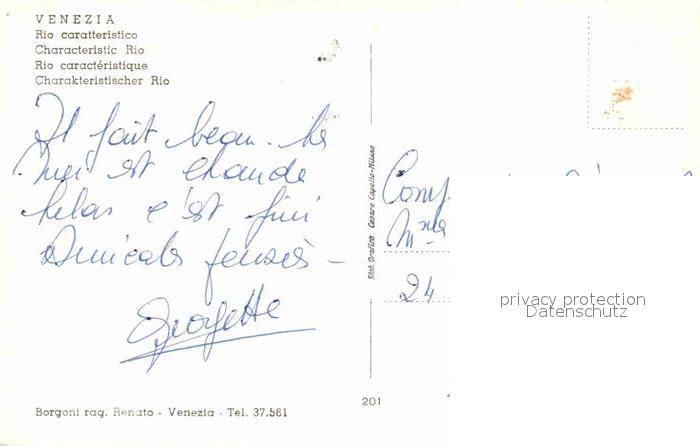 VENEZIA
Rio caratteristico
Characteristic Rio
Rio caractéristique
Charakteristischer Rio
Il fait beau. La
mer est chaude
helas c'est fini
Amicales pensées –
Georgette
Stab. Grafico Cesare Capello-Milano
Mmes
24
privacy protection
Datenschutz
201
Borgoni rag. Renato - Venezia - Tel. 37.561